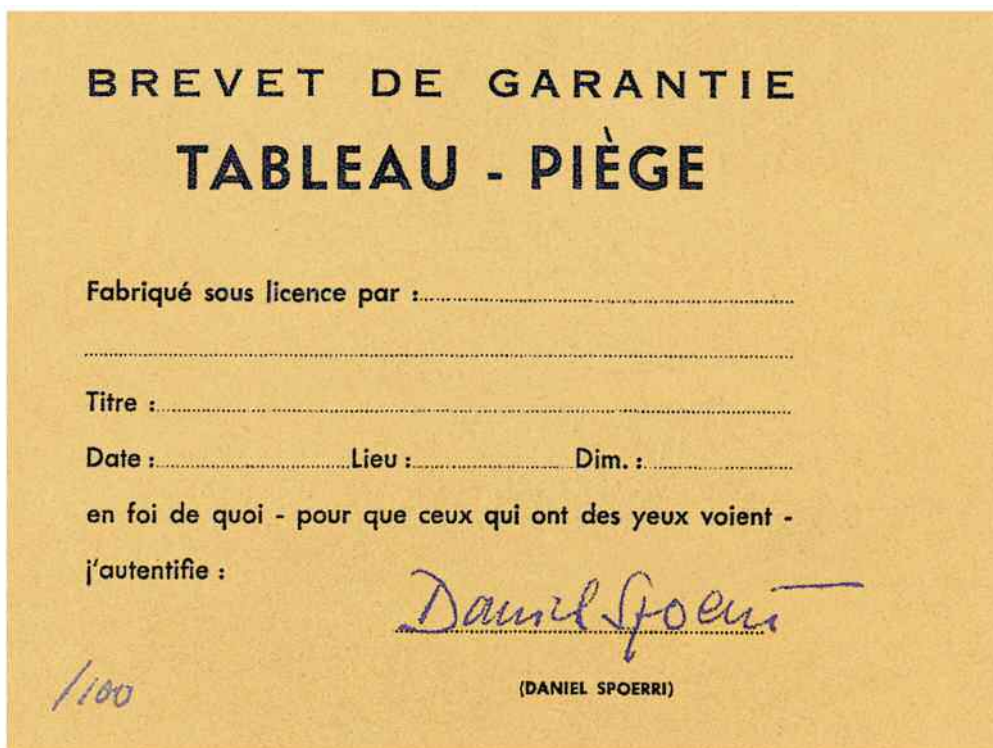 BREVET DE GARANTIE
TABLEAU - PIÈGE
Fabriqué sous licence par :
Titre :
Date : Lieu : Dim. :
en foi de quoi - pour que ceux qui ont des yeux voient -
j'autentifie :
Daniel Spoerri
(DANIEL SPOERRI)
/100